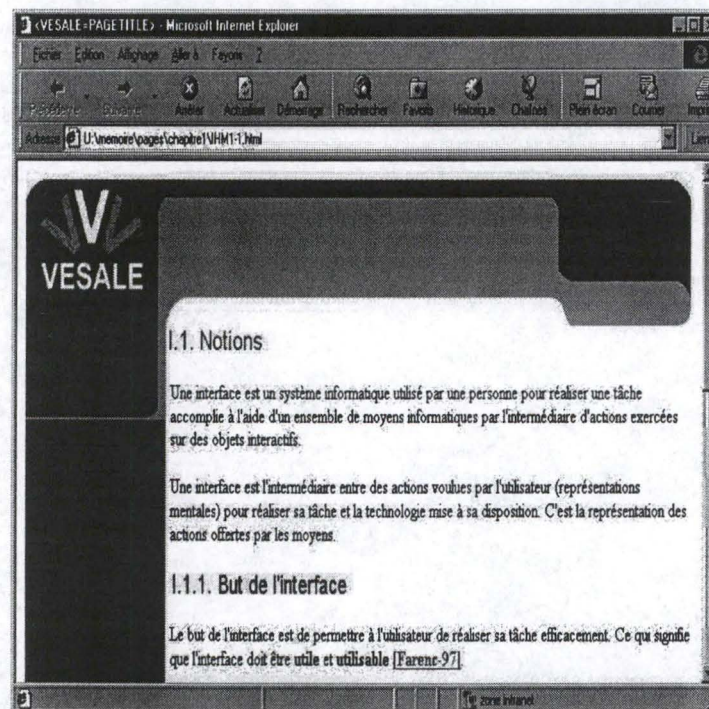 <VESALE=PAGETITLE> - Microsoft Internet Explorer
Fichier Edition Affichage Aller à Favoris ?
Précédente Suivante Arrêter Actualiser Démarrage Rechercher Favoris Historique Chaînes Plein écran Courrier Impri
Adresse U:\memoire\pages\chapitre1\IHM1-1.html Lien
VESALE
I.1. Notions
Une interface est un système informatique utilisé par une personne pour réaliser une tâche
accomplie à l'aide d'un ensemble de moyens informatiques par l'intermédiaire d'actions exercées
sur des objets interactifs.
Une interface est l'intermédiaire entre des actions voulues par l'utilisateur (représentations
mentales) pour réaliser sa tâche et la technologie mise à sa disposition. C'est la représentation des
actions offertes par les moyens.
I.1.1. But de l'interface
Le but de l'interface est de permettre à l'utilisateur de réaliser sa tâche efficacement. Ce qui signifie
que l'interface doit être utile et utilisable [Farenc-97].
zone intranet